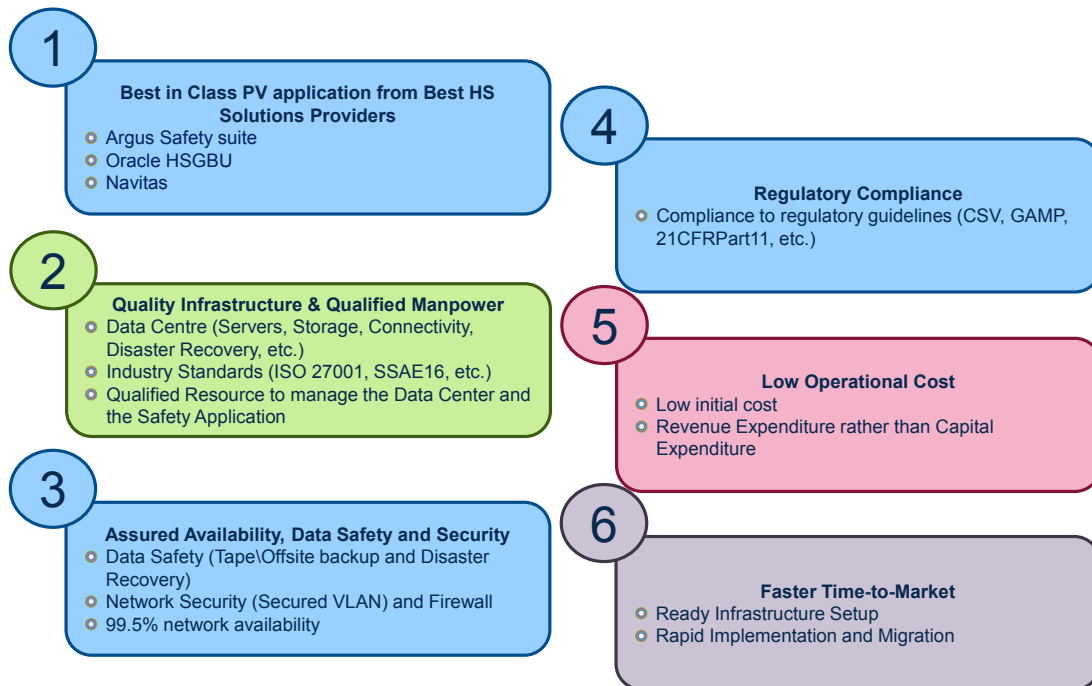 1
Best in Class PV application from Best HS
Solutions Providers
Argus Safety suite
Oracle HSGBU
Navitas
2
Quality Infrastructure & Qualified Manpower
Data Centre (Servers, Storage, Connectivity,
Disaster Recovery, etc.)
Industry Standards (ISO 27001, SSAE16, etc.)
Qualified Resource to manage the Data Center and
the Safety Application
3
Assured Availability, Data Safety and Security
Data Safety (Tape\Offsite backup and Disaster
Recovery)
Network Security (Secured VLAN) and Firewall
99.5% network availability
4
Regulatory Compliance
Compliance to regulatory guidelines (CSV, GAMP,
21CFRPart11, etc.)
5
Low Operational Cost
Low initial cost
Revenue Expenditure rather than Capital
Expenditure
6
Faster Time-to-Market
Ready Infrastructure Setup
Rapid Implementation and Migration